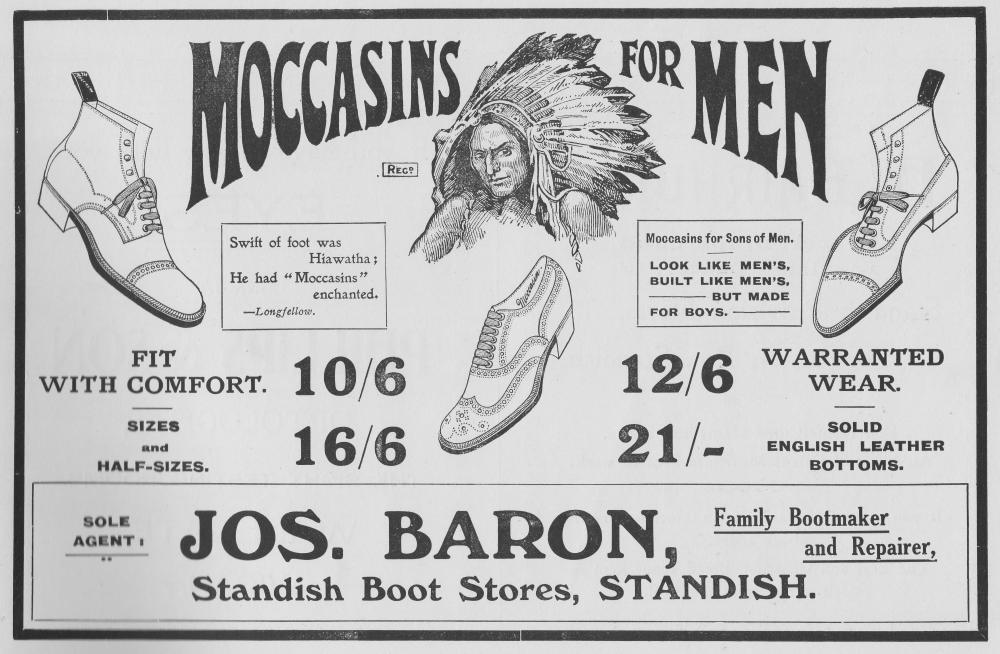 MOCCASINS FOR MEN
REGD
Swift of foot was
Hiawatha;
He had "Moccasins"
enchanted.
—Longfellow.
Moccasins for Sons of Men.
LOOK LIKE MEN'S,
BUILT LIKE MEN'S,
BUT MADE
FOR BOYS.
Moccasin
FIT
WITH COMFORT.
10/6
12/6
WARRANTED
WEAR.
SIZES
and
HALF-SIZES.
16/6
21/-
SOLID
ENGLISH LEATHER
BOTTOMS.
SOLE
AGENT:
JOS. BARON,
Family Bootmaker
and Repairer,
Standish Boot Stores, STANDISH.